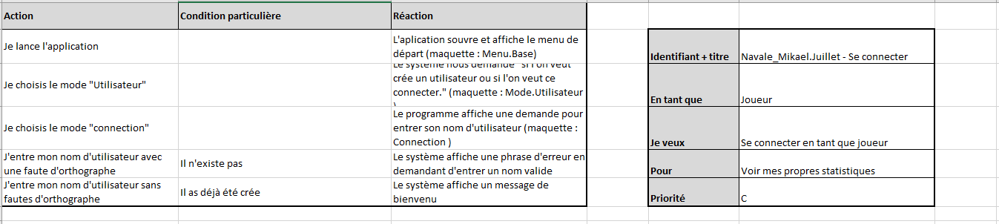 Action Condition particulière Réaction
Je lance l'application
L'aplication souvre et affiche le menu de
départ (maquette : Menu.Base)
Je choisis le mode "Utilisateur"
Le système nous demande "si l'on veut
crée un utilisateur ou si l'on veut ce
connecter." (maquette : Mode.Utilisateur
)
Je choisis le mode "connection"
Le programme affiche une demande pour
entrer son nom d'utilisateur (maquette :
Connection )
J'entre mon nom d'utilisateur avec
une faute d'orthographe
Il n'existe pas
Le système affiche une phrase d'erreur en
demandant d'entrer un nom valide
J'entre mon nom d'utilisateur sans
fautes d'orthographe
Il as déjà été crée
Le système affiche un message de
bienvenu
Identifiant + titre Navale_Mikael.Juillet - Se connecter
En tant que Joueur
Je veux Se connecter en tant que joueur
Pour Voir mes propres statistiques
Priorité C